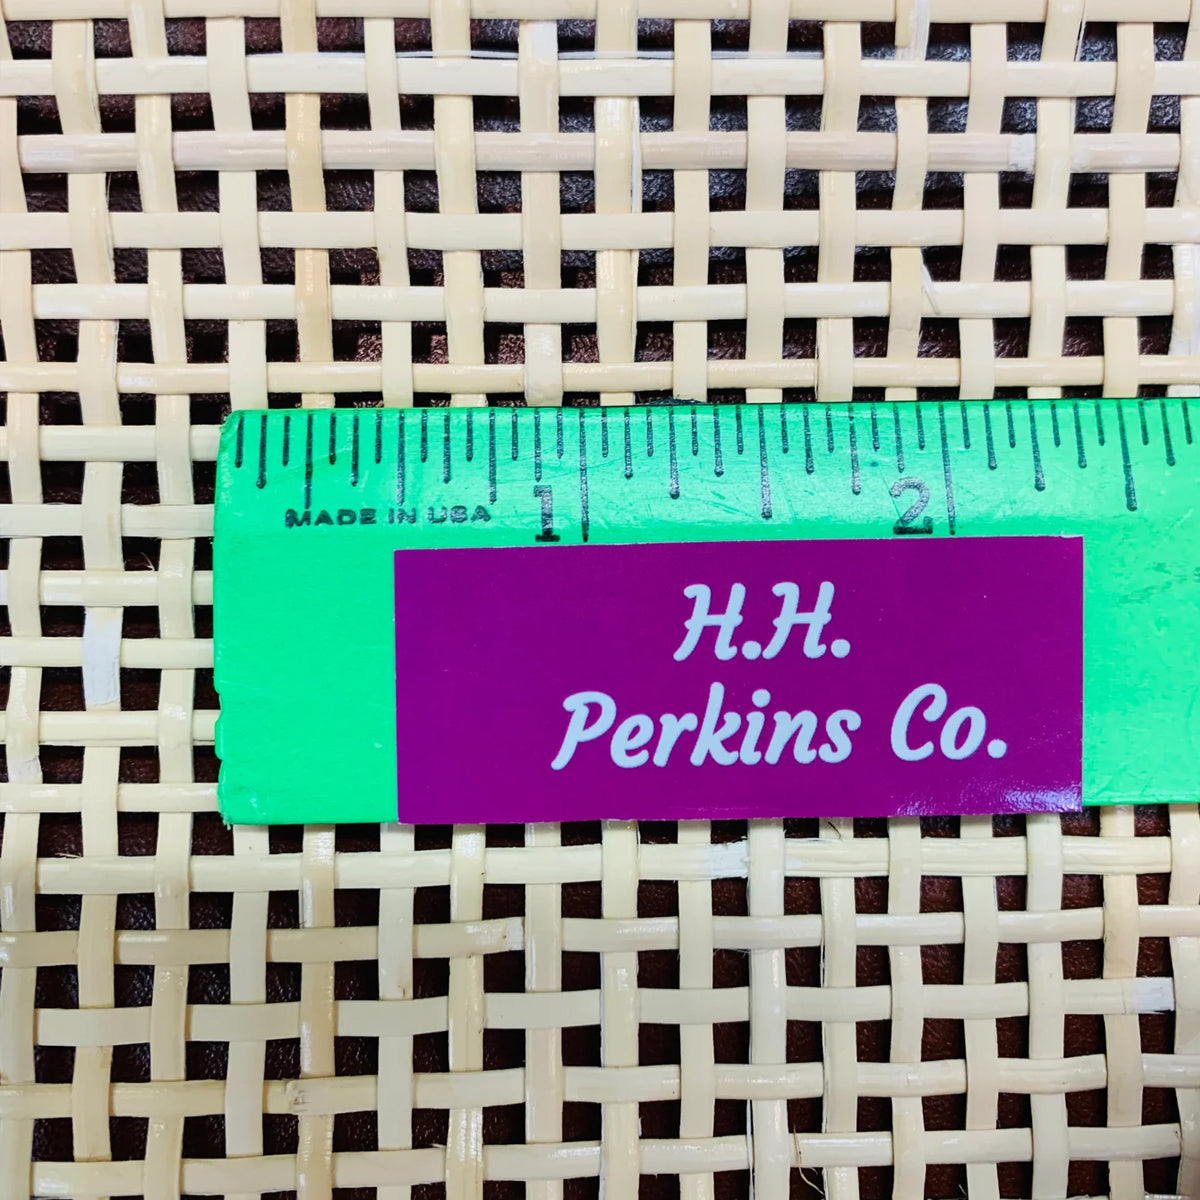 MADE IN USA
1 2
H.H.
Perkins Co.